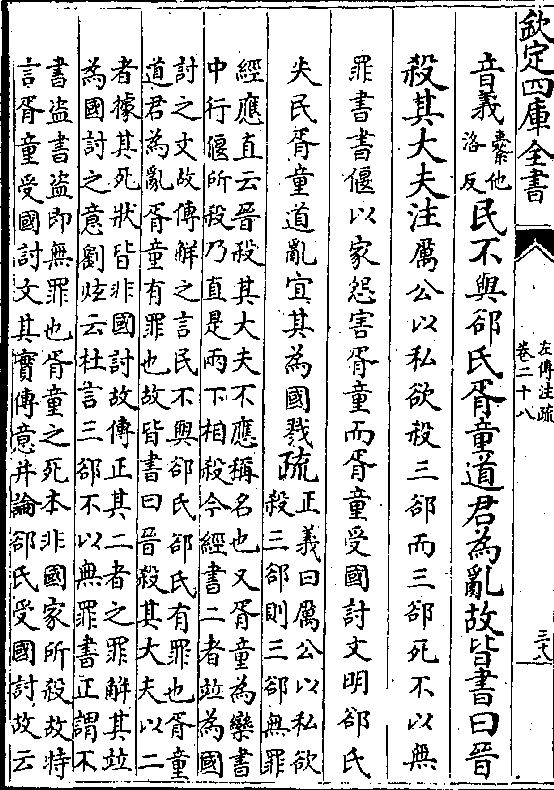 欽定四庫全書
左傳注疏
卷二十八
三十八
音義橐他
洛反民不與郤氏胥童道君為亂故皆書曰晉
殺其大夫注厲公以私欲殺三郤而三郤死不以無
罪書書偃以家怨害胥童而胥童受國討文明郤氏
失民胥童道亂宜其為國戮疏正義曰厲公以私欲
殺三郤則三郤無罪
經應直云晉殺其大夫不應稱名也又胥童為欒書
中行偃所殺乃直是兩下相殺今經書二者竝為國
討之文故傳解之言民不與郤氏郤氏有罪也胥童
道君為亂胥童有罪也故皆書曰晉殺其大夫以二
者據其死狀皆非國討故傳正其二者之罪解其竝
為國討之意劉炫云杜言三郤不以無罪書正謂不
書盗書盗即無罪也胥童之死本非國家所殺故特
言胥童受國討文其實傳意并論郤氏受國討故云